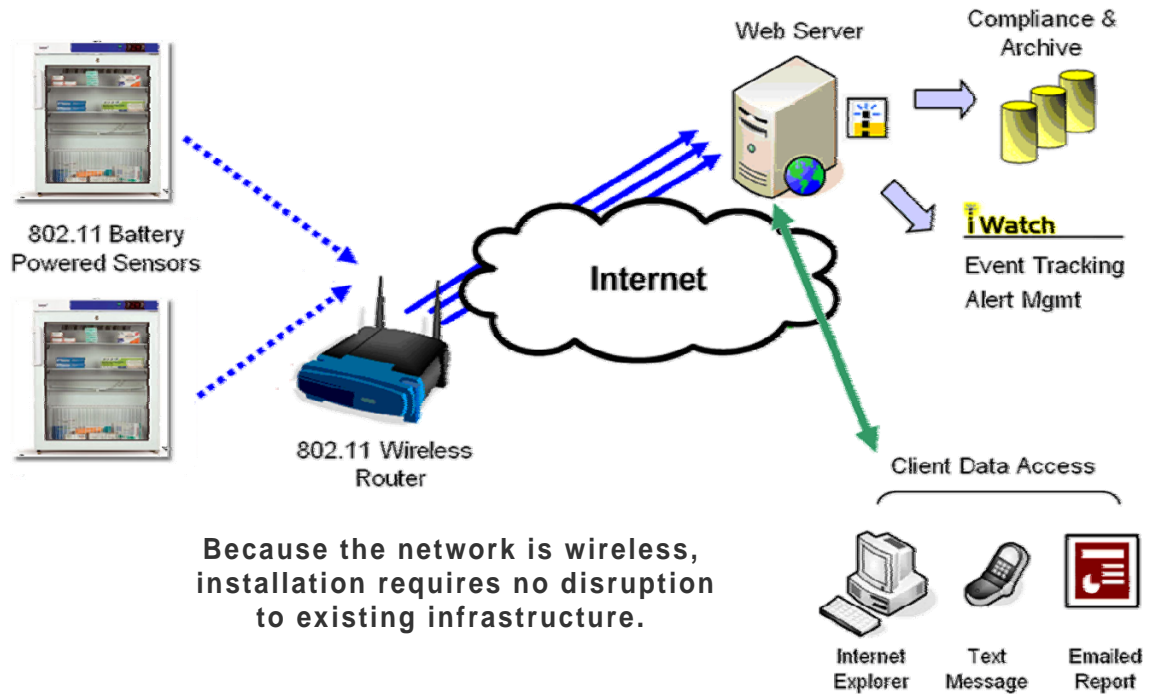 Web Server
Compliance &
Archive
802.11 Battery
Powered Sensors
Internet
iWatch
Event Tracking
Alert Mgmt
802.11 Wireless
Router
Client Data Access
Because the network is wireless,
installation requires no disruption
to existing infrastructure.
Internet
Explorer
Text
Message
Emailed
Report